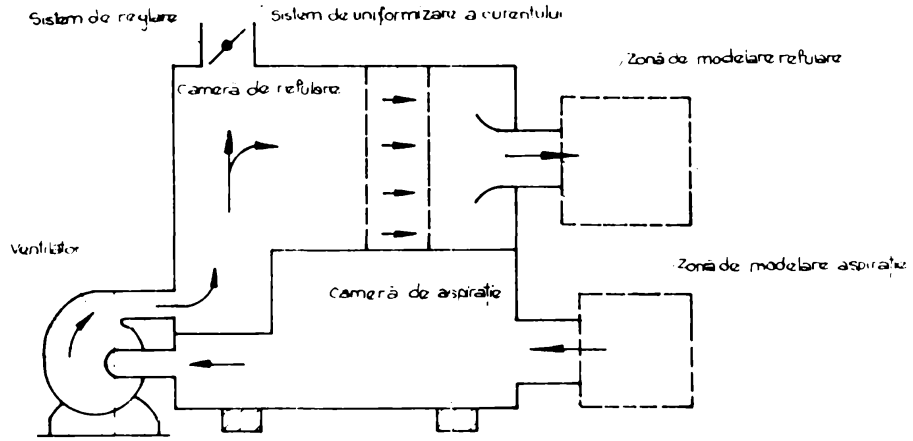 Sistem de reglare
Sistem de uniformizare a curentului
Zonă de modelare refulare
Cameră de refulare
Ventilator
Zonă de modelare aspirație
Cameră de aspirație